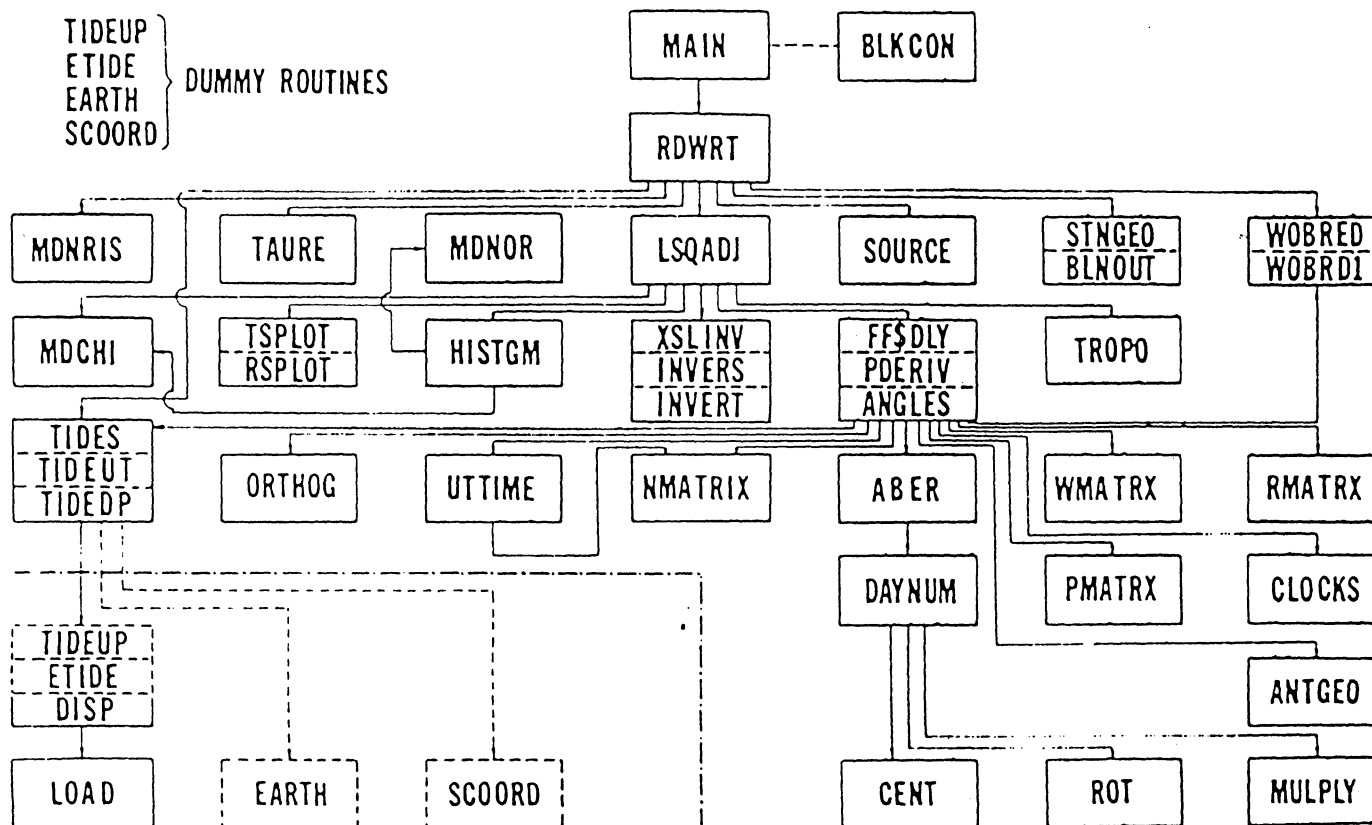 TIDEUP
ETIDE
EARTH
SCOORD
DUMMY ROUTINES
MAIN
BLKCON
RDWRT
MDNRIS
TAURE
MDNOR
LSQADJ
SOURCE
STNGEO
BLNOUT
WOBRED
WOBRD1
MDCHI
TSPLOT
RSPLOT
HISTGM
XSLINV
INVERS
INVERT
FF$DLY
PDERIV
ANGLES
TROPO
TIDES
TIDEUT
TIDEDP
ORTHOG
UTTIME
NMATRIX
ABER
WMATRX
RMATRX
DAYNUM
PMATRX
CLOCKS
TIDEUP
ETIDE
DISP
ANTGEO
LOAD
EARTH
SCOORD
CENT
ROT
MULPLY